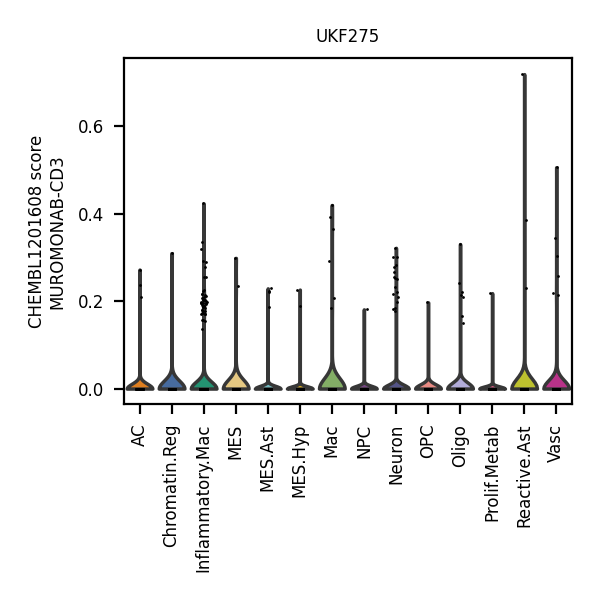 UKF275
CHEMBL1201608 score
MUROMONAB-CD3
0.6
0.4
0.2
0.0
AC
Chromatin.Reg
Inflammatory.Mac
MES
MES.Ast
MES.Hyp
Mac
NPC
Neuron
OPC
Oligo
Prolif.Metab
Reactive.Ast
Vasc